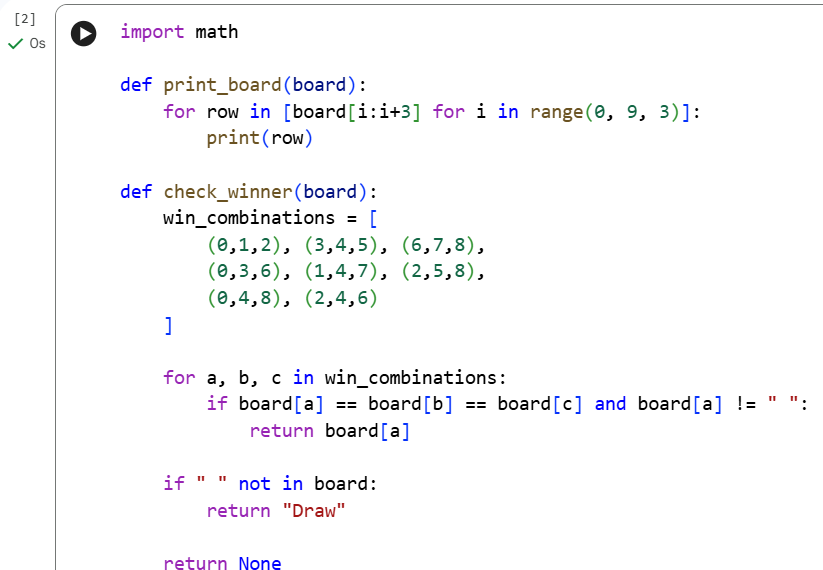 [2]
✓ 0s
import math

def print_board(board):
    for row in [board[i:i+3] for i in range(0, 9, 3)]:
        print(row)

def check_winner(board):
    win_combinations = [
        (0,1,2), (3,4,5), (6,7,8),
        (0,3,6), (1,4,7), (2,5,8),
        (0,4,8), (2,4,6)
    ]

    for a, b, c in win_combinations:
        if board[a] == board[b] == board[c] and board[a] != " ":
            return board[a]

    if " " not in board:
        return "Draw"

    return None